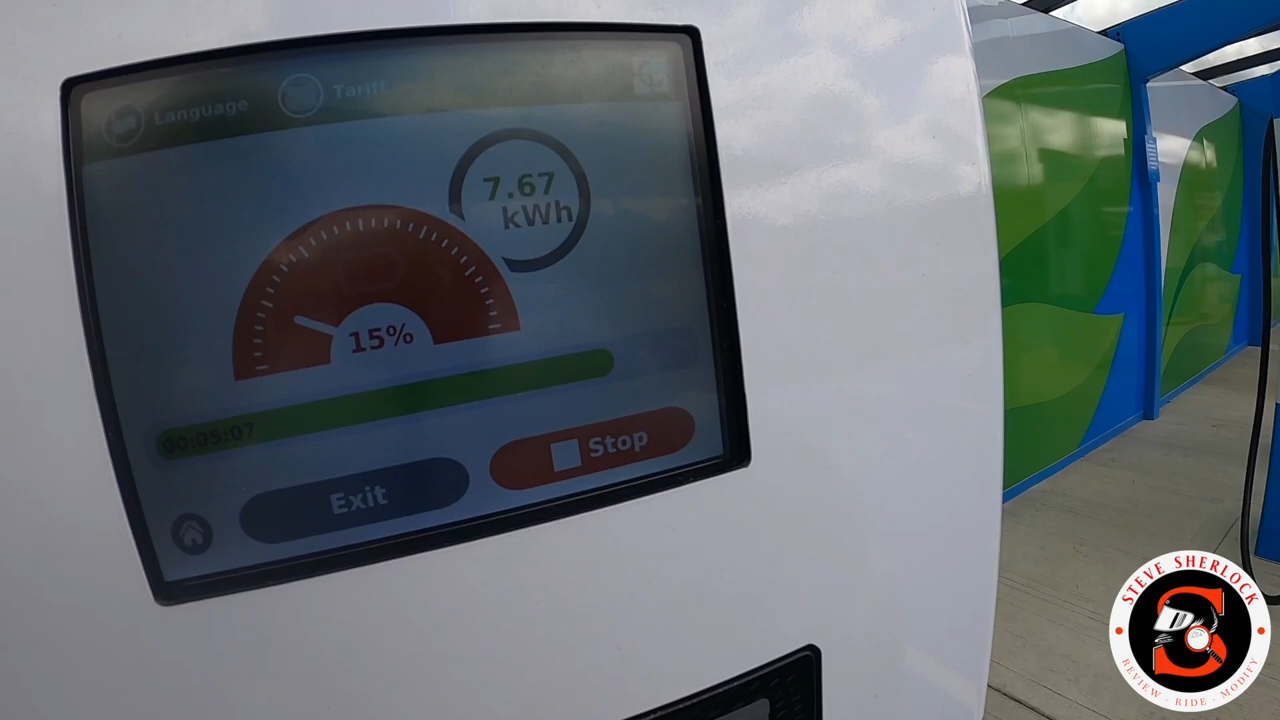 Language
Tariff
7.67
kWh
15%
00:05:07
Stop
Exit
STEVE SHERLOCK
REVIEW - RIDE - MODIFY